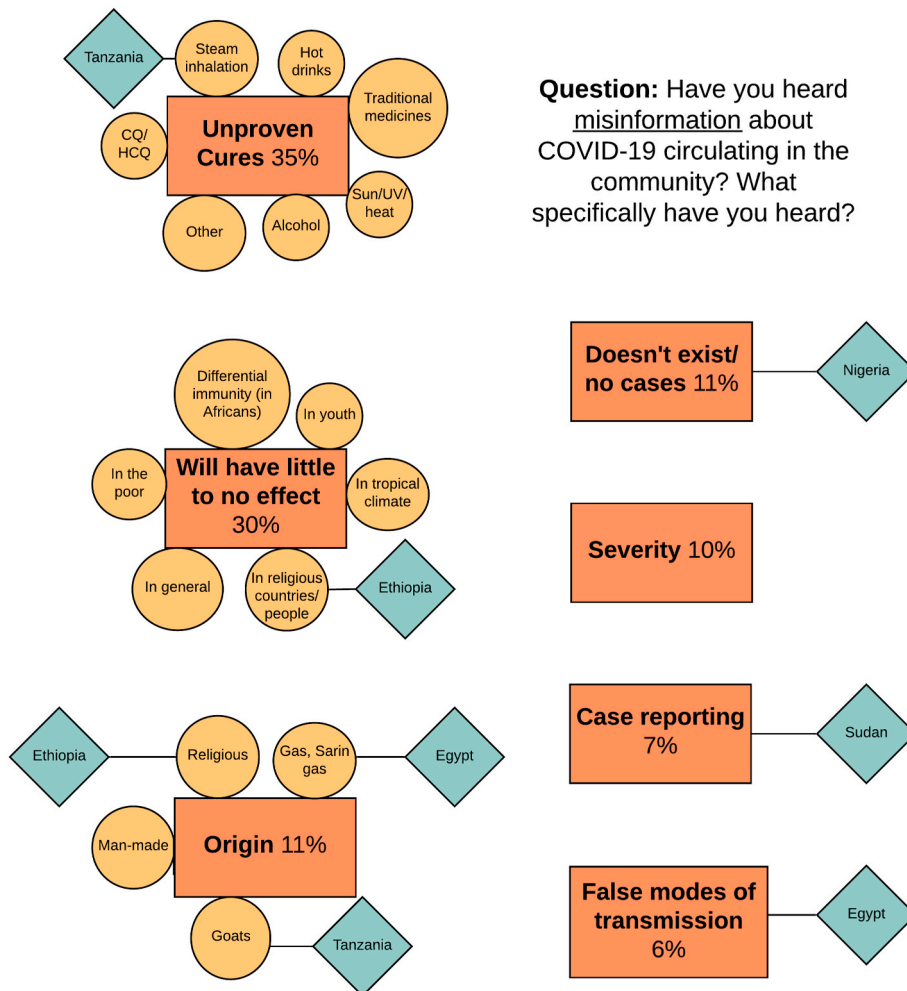 Tanzania
Steam
inhalation
Hot
drinks
Traditional
medicines
CQ/
HCQ
Unproven
Cures 35%
Sun/UV/
heat
Other
Alcohol
Question: Have you heard
misinformation about
COVID-19 circulating in the
community? What
specifically have you heard?
Differential
immunity (in
Africans)
In youth
In the
poor
Will have little
to no effect
30%
In tropical
climate
In general
In religious
countries/
people
Ethiopia
Doesn't exist/
no cases 11%
Nigeria
Severity 10%
Ethiopia
Religious
Gas, Sarin
gas
Egypt
Man-made
Origin 11%
Goats
Tanzania
Case reporting
7%
Sudan
False modes of
transmission
6%
Egypt